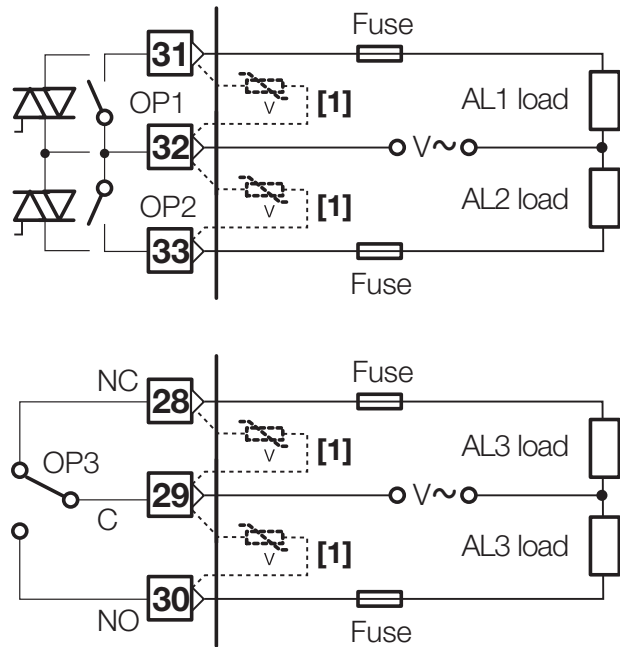 Fuse
31
V
[1]
AL1 load
OP1
32
V~
V
[1]
AL2 load
OP2
33
Fuse
NC
Fuse
28
V
[1]
AL3 load
OP3
29
V~
C
V
[1]
AL3 load
30
NO
Fuse